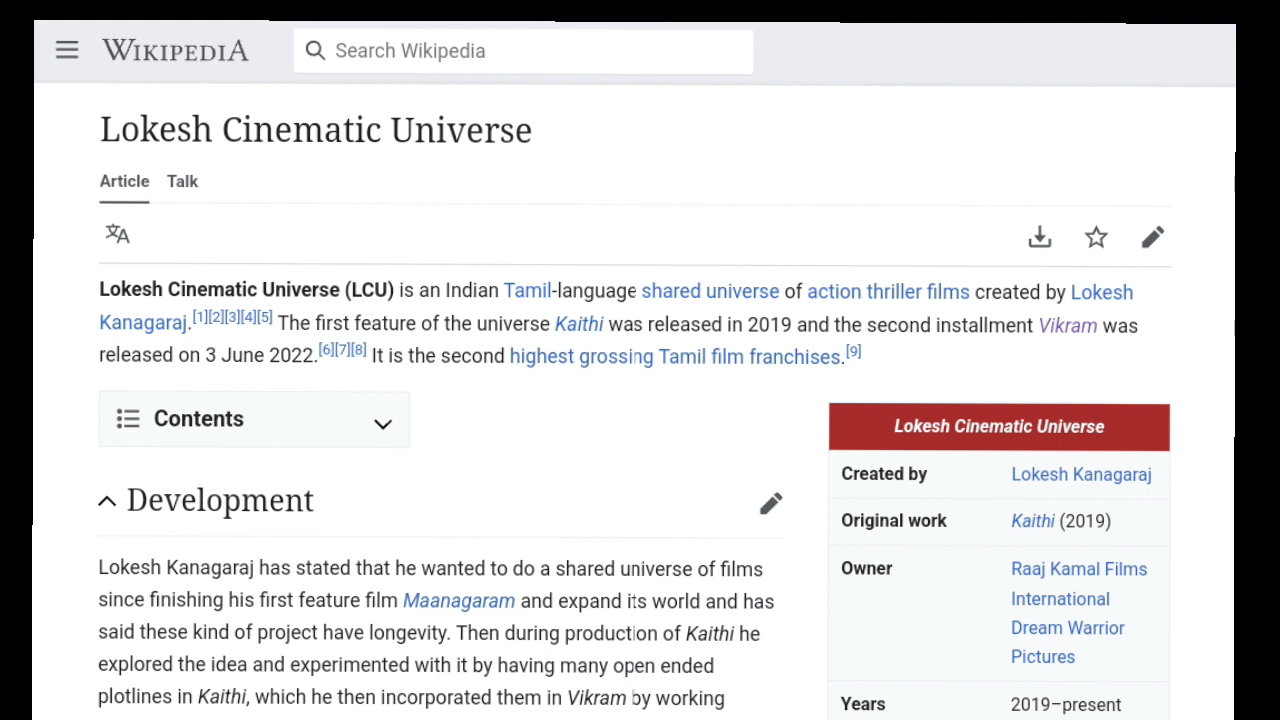 WIKIPEDIA
Search Wikipedia
Lokesh Cinematic Universe
Article Talk
Lokesh Cinematic Universe (LCU) is an Indian Tamil-language shared universe of action thriller films created by Lokesh
Kanagaraj.[1][2][3][4][5] The first feature of the universe Kaithi was released in 2019 and the second installment Vikram was
released on 3 June 2022.[6][7][8] It is the second highest grossing Tamil film franchises.[9]
Contents
Development
Lokesh Kanagaraj has stated that he wanted to do a shared universe of films
since finishing his first feature film Maanagaram and expand its world and has
said these kind of project have longevity. Then during production of Kaithi he
explored the idea and experimented with it by having many open ended
plotlines in Kaithi, which he then incorporated them in Vikram by working
Lokesh Cinematic Universe
Created by Lokesh Kanagaraj
Original work Kaithi (2019)
Owner Raaj Kamal Films
International
Dream Warrior
Pictures
Years 2019–present